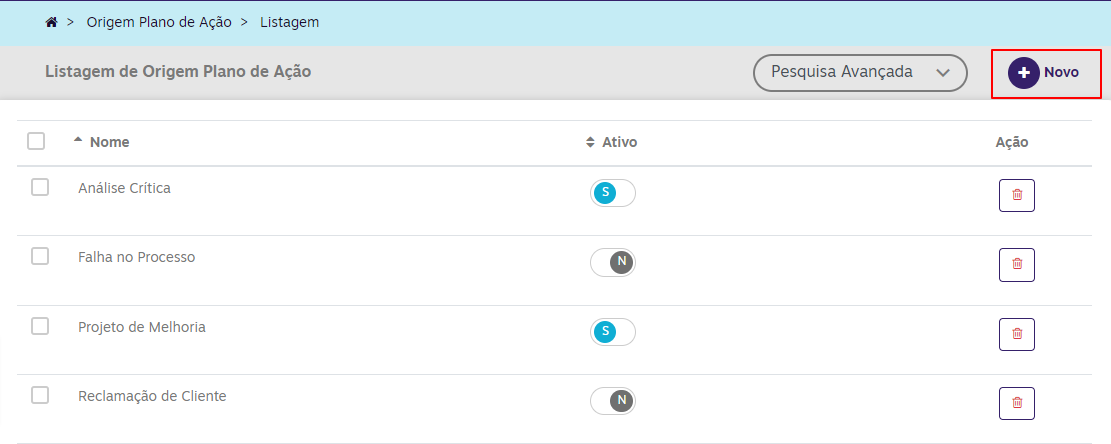 > Origem Plano de Ação > Listagem
Listagem de Origem Plano de Ação Pesquisa Avançada Novo
Nome Ativo Ação
Análise Crítica S
Falha no Processo N
Projeto de Melhoria S
Reclamação de Cliente N